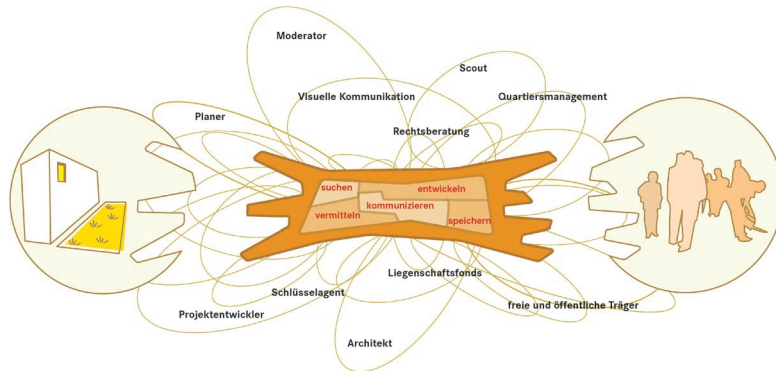 Moderator
Scout
Visuelle Kommunikation
Quartiersmanagement
Planer
Rechtsberatung
suchen
entwickeln
kommunizieren
vermitteln
speichern
Liegenschaftsfonds
Schlüsselagent
freie und öffentliche Träger
Projektentwickler
Architekt